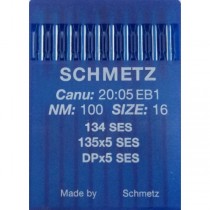 SCHMETZ
Canu: 20:05 EB1
NM: 100 SIZE: 16
134 SES
135x5 SES
DPx5 SES
Made by Schmetz